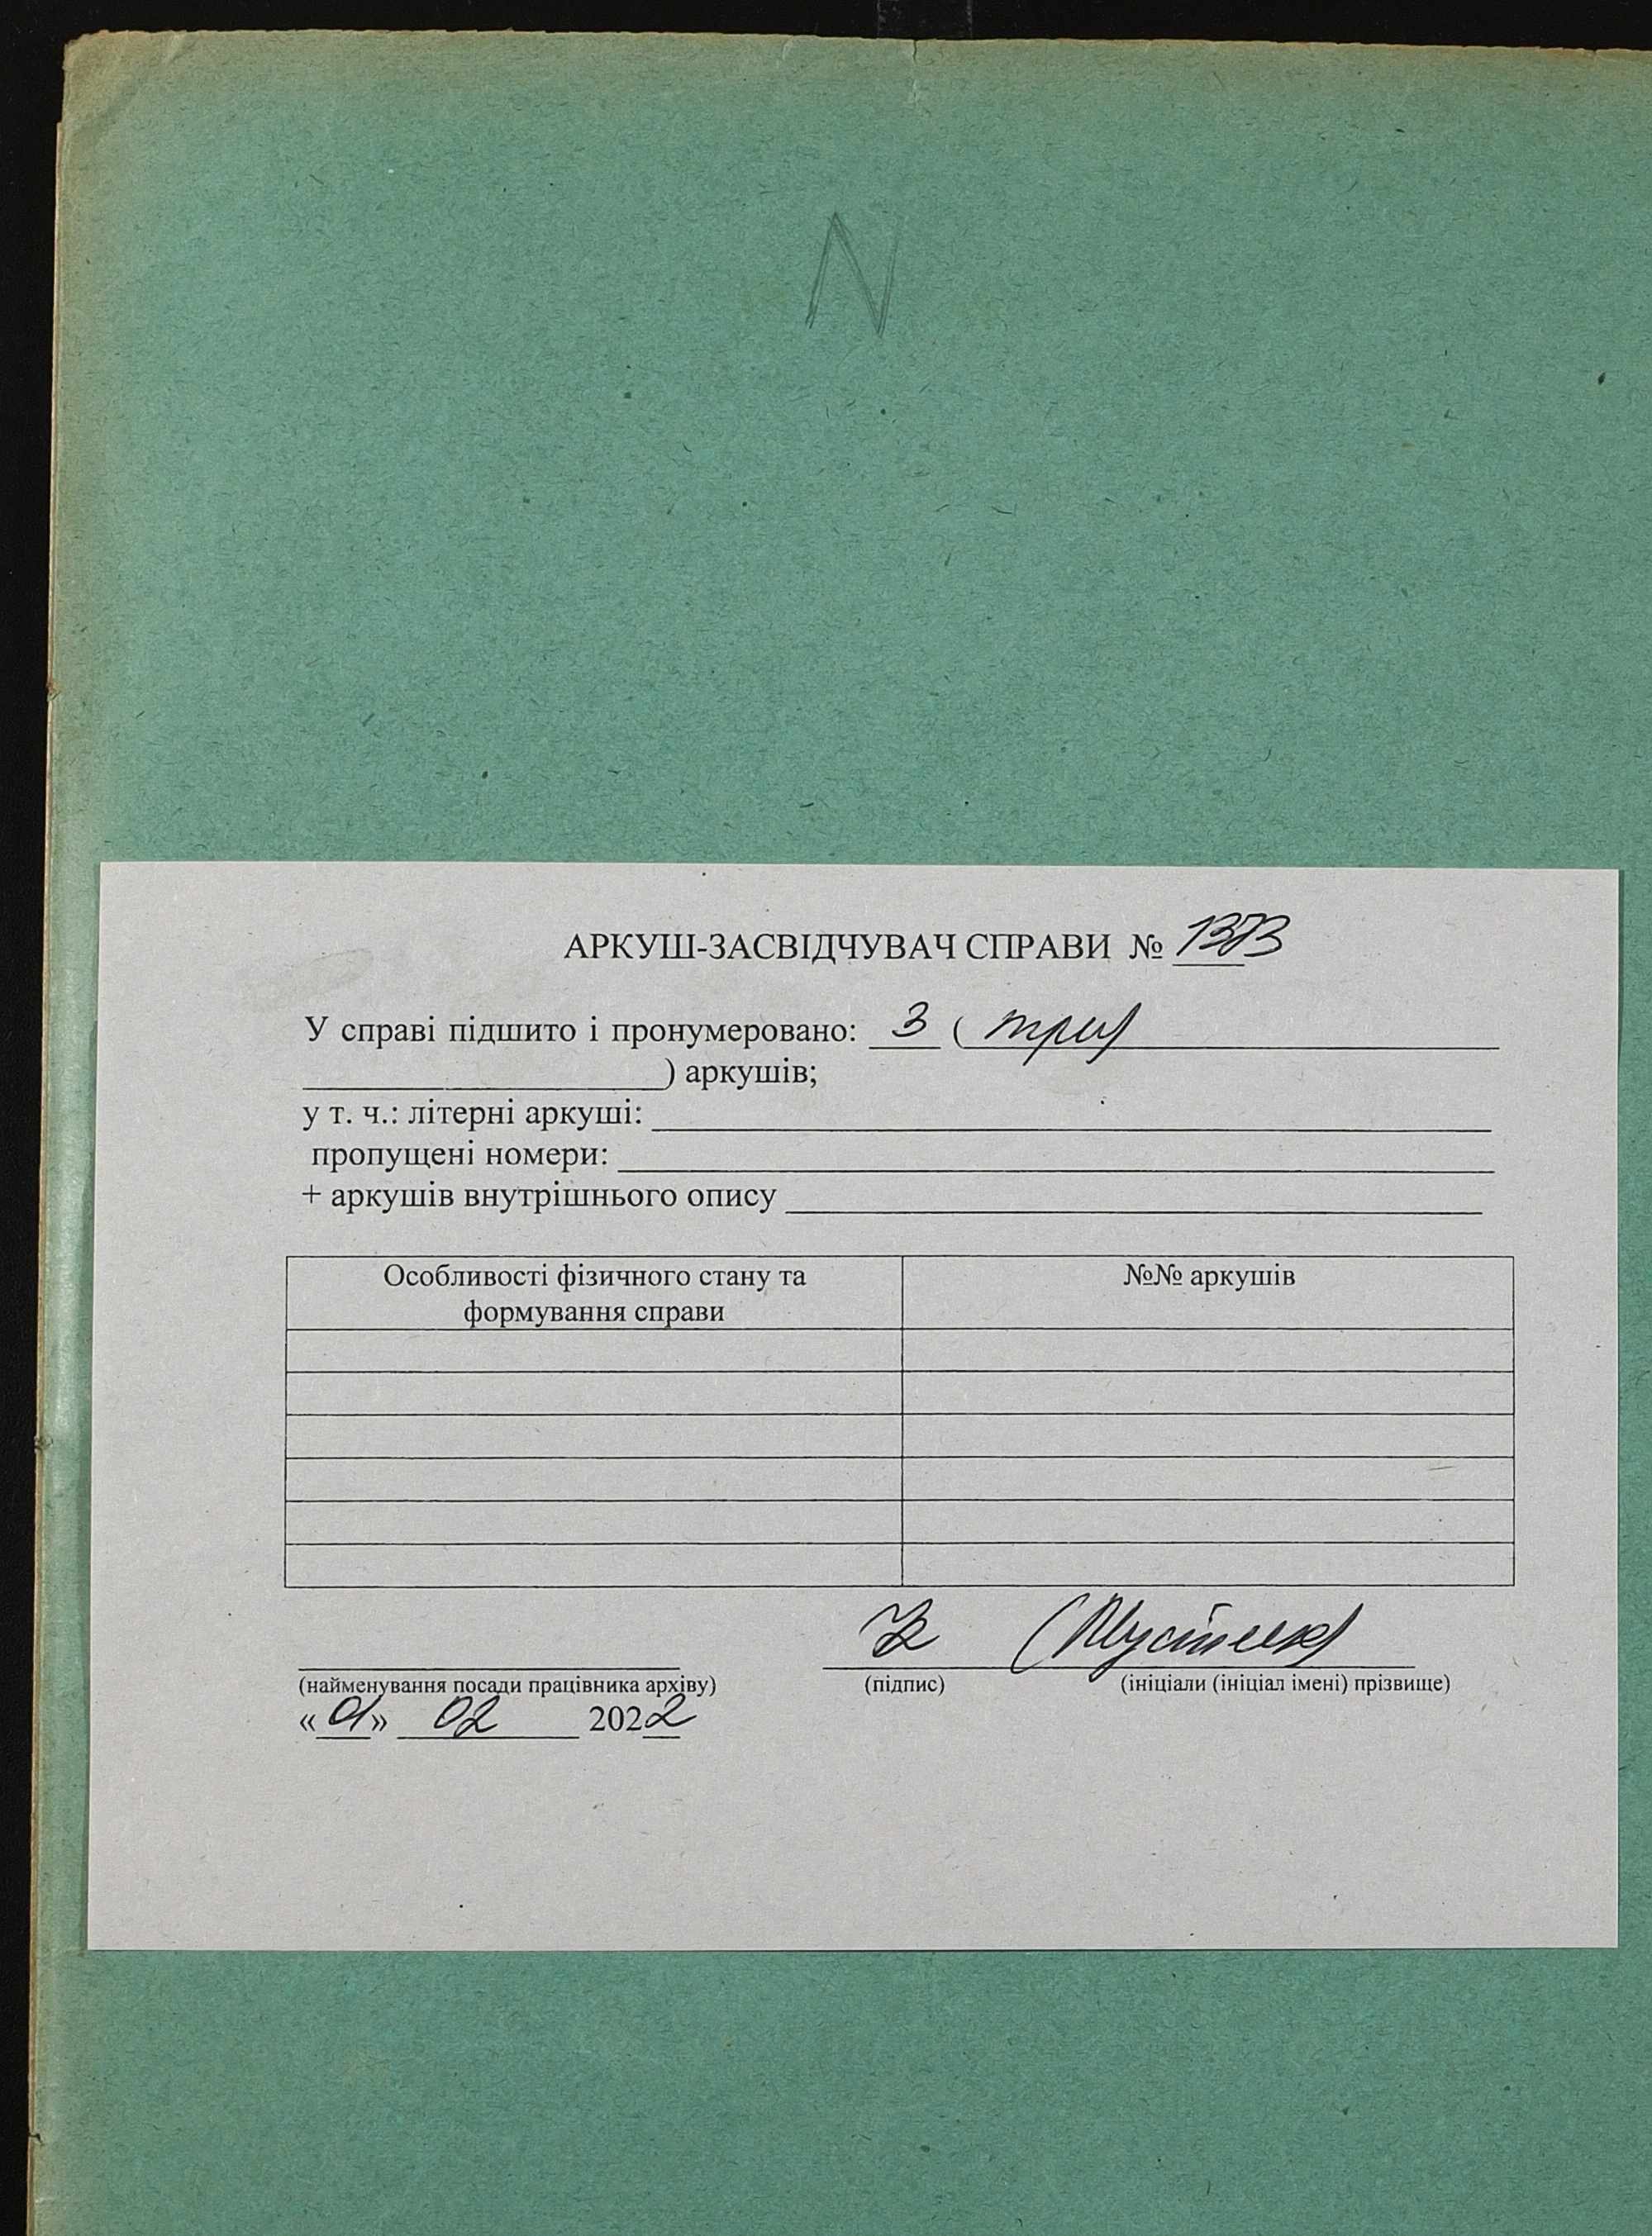 N
АРКУШ-ЗАСВІДЧУВАЧ СПРАВИ № 1373
У справі підшито і пронумеровано: 3 ( три)
) аркушів;
у т. ч.: літерні аркуші:
пропущені номери:
+ аркушів внутрішнього опису
Особливості фізичного стану та
формування справи
№№ аркушів
(найменування посади працівника архіву)
(підпис)
(ініціали (ініціал імені) прізвище)
«01» 02 2022